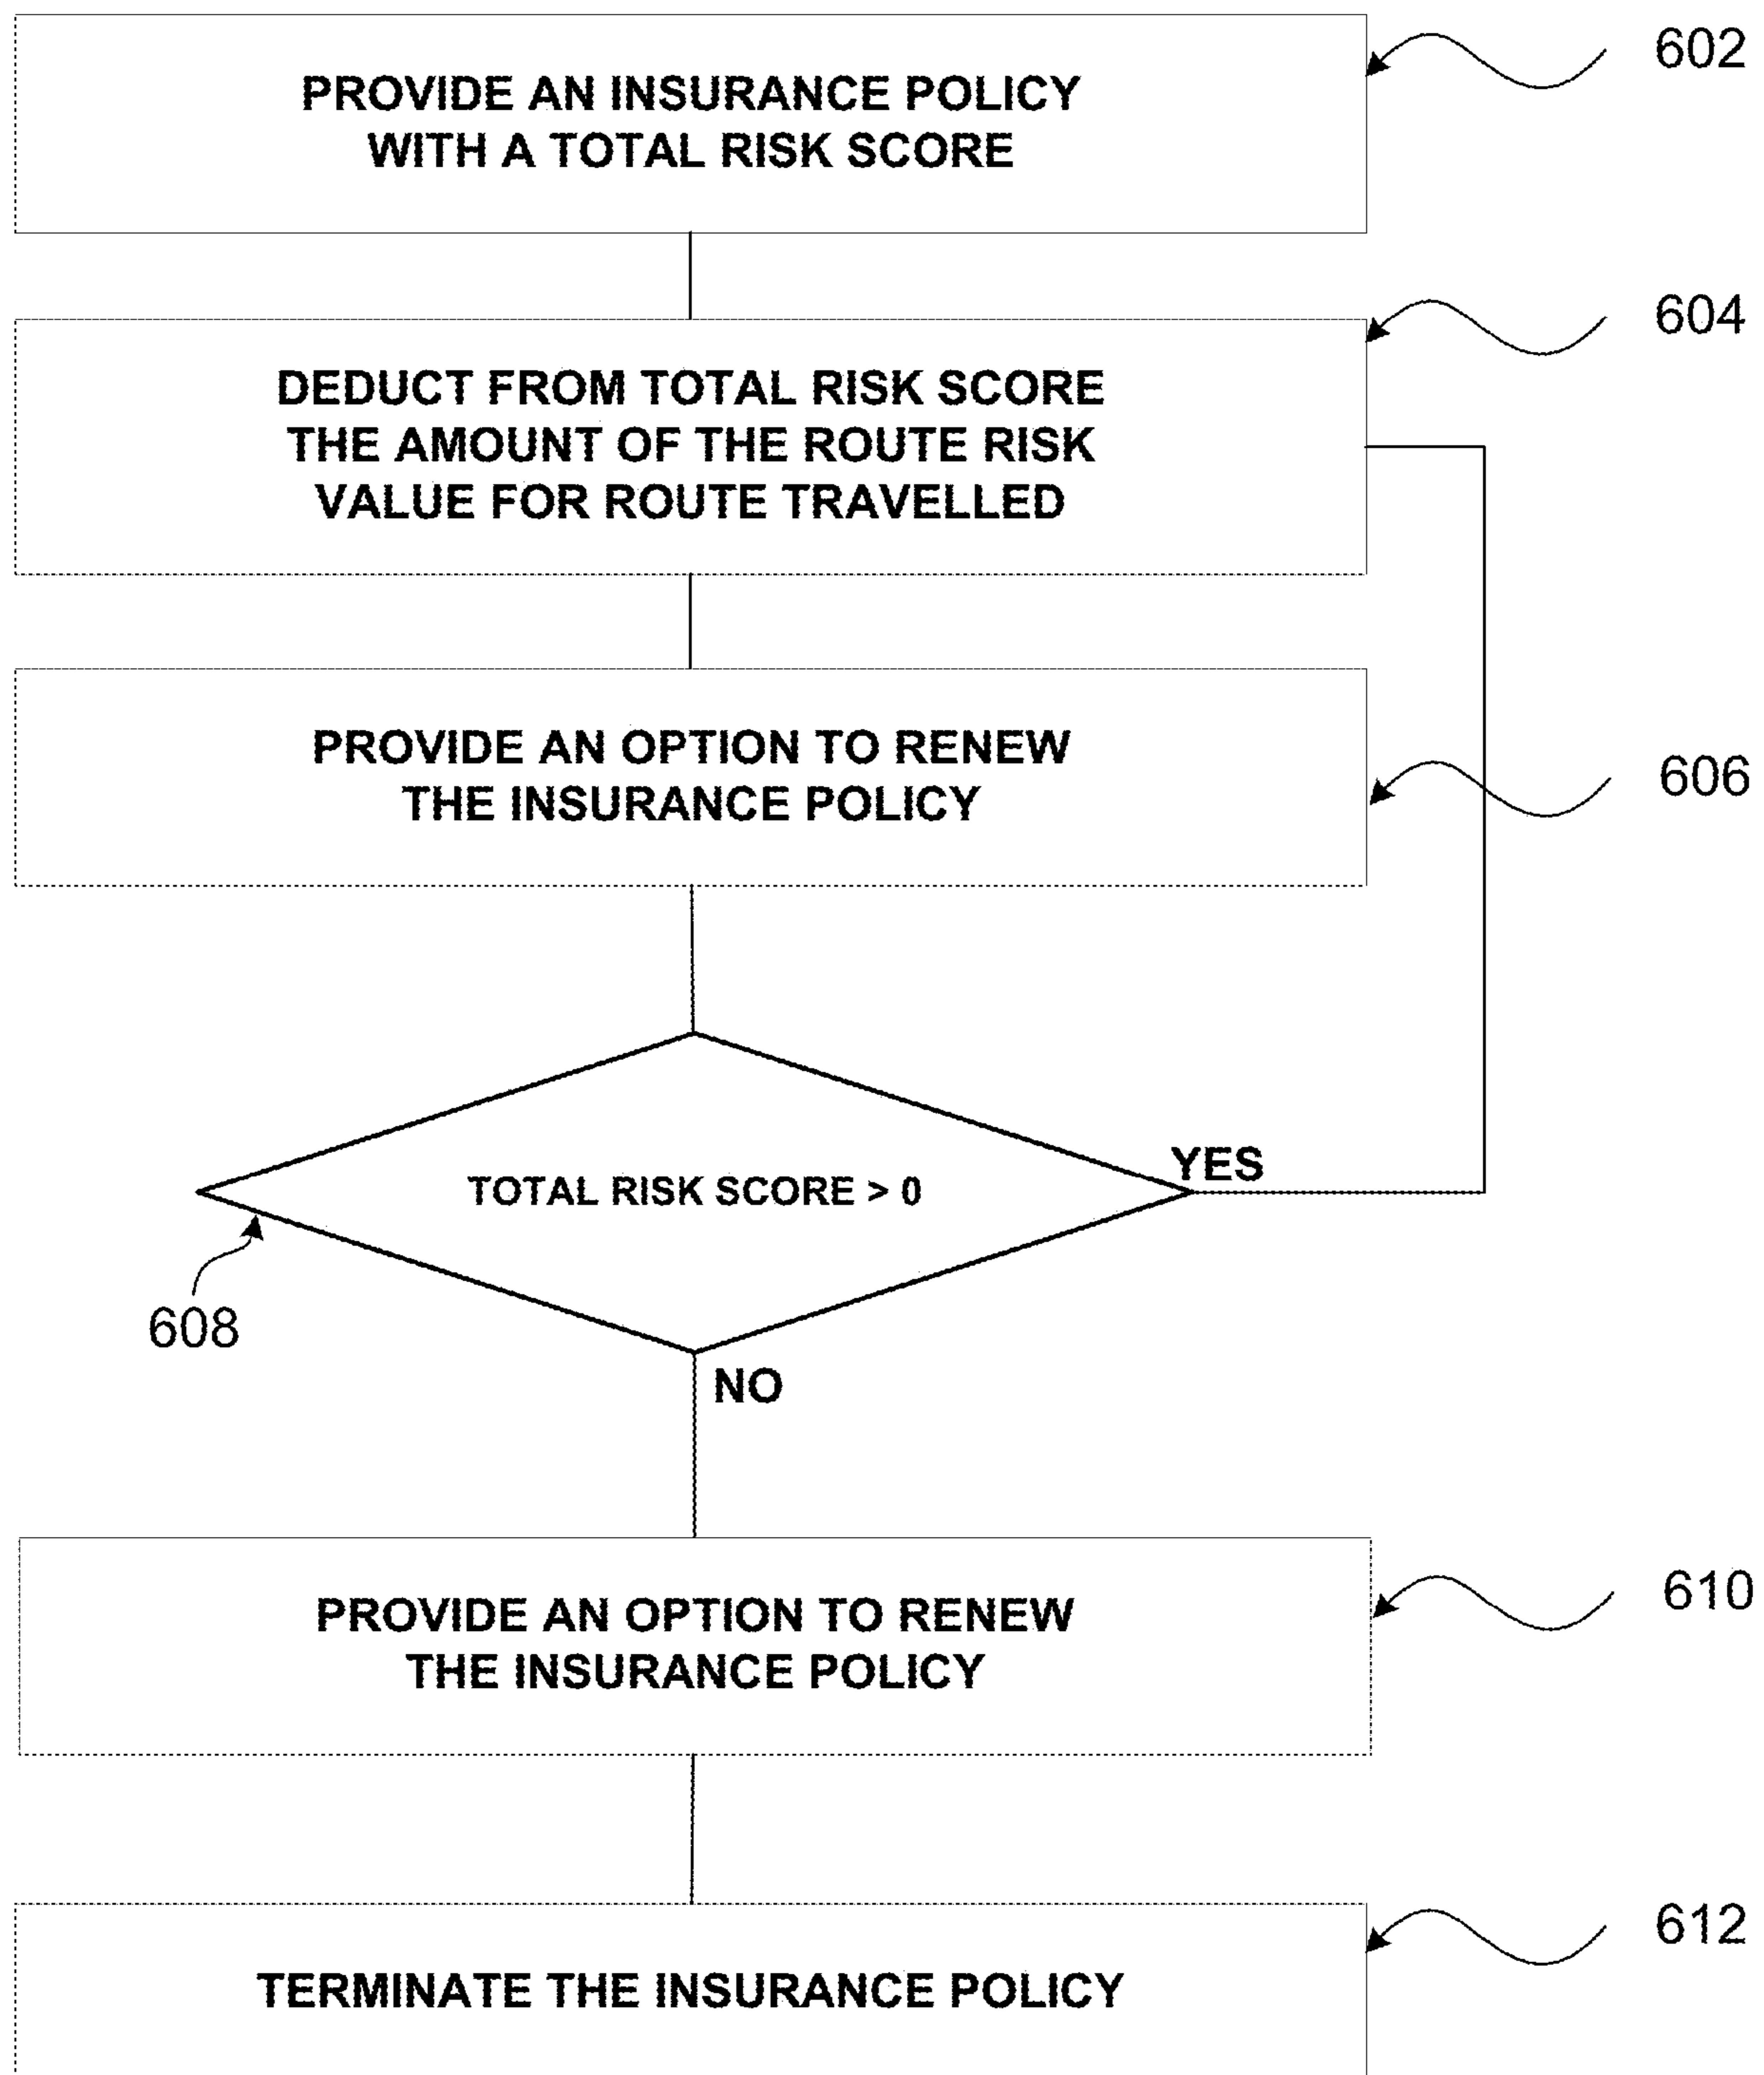 PROVIDE AN INSURANCE POLICY
WITH A TOTAL RISK SCORE
602
DEDUCT FROM TOTAL RISK SCORE
THE AMOUNT OF THE ROUTE RISK
VALUE FOR ROUTE TRAVELLED
604
PROVIDE AN OPTION TO RENEW
THE INSURANCE POLICY
606
TOTAL RISK SCORE > 0
YES
608
NO
PROVIDE AN OPTION TO RENEW
THE INSURANCE POLICY
610
TERMINATE THE INSURANCE POLICY
612